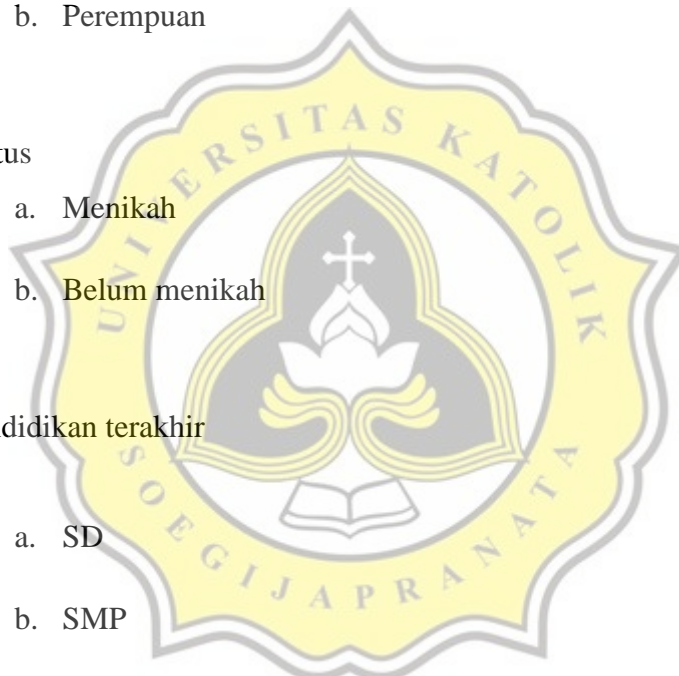 b. Perempuan
tus
a. Menikah
b. Belum menikah
didikan terakhir
a. SD
b. SMP
UNIVERSITAS KATOLIK
SOEGIJAPRANATA